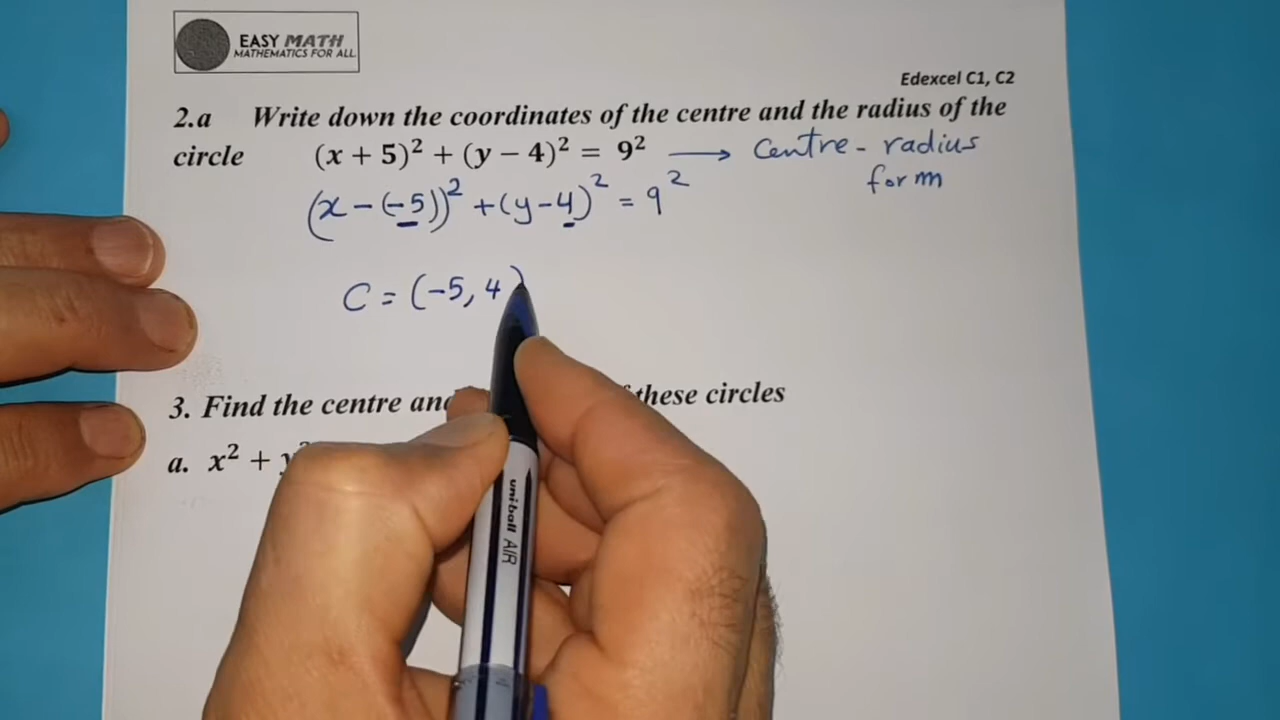 EASY MATH
MATHEMATICS FOR ALL
Edexcel C1, C2
2.a Write down the coordinates of the centre and the radius of the
circle (x + 5)² + (y − 4)² = 9² → Centre - radius
form
(x − (−5))² + (y − 4)² = 9²
C = (−5, 4)
3. Find the centre and these circles
a. x² + y²
uniball AIR